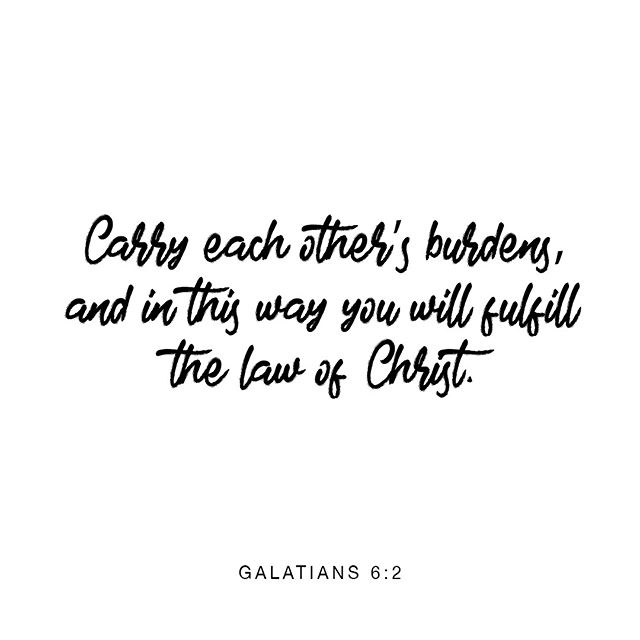 Carry each other's burdens,
and in this way you will fulfill
the law of Christ.
GALATIANS 6:2